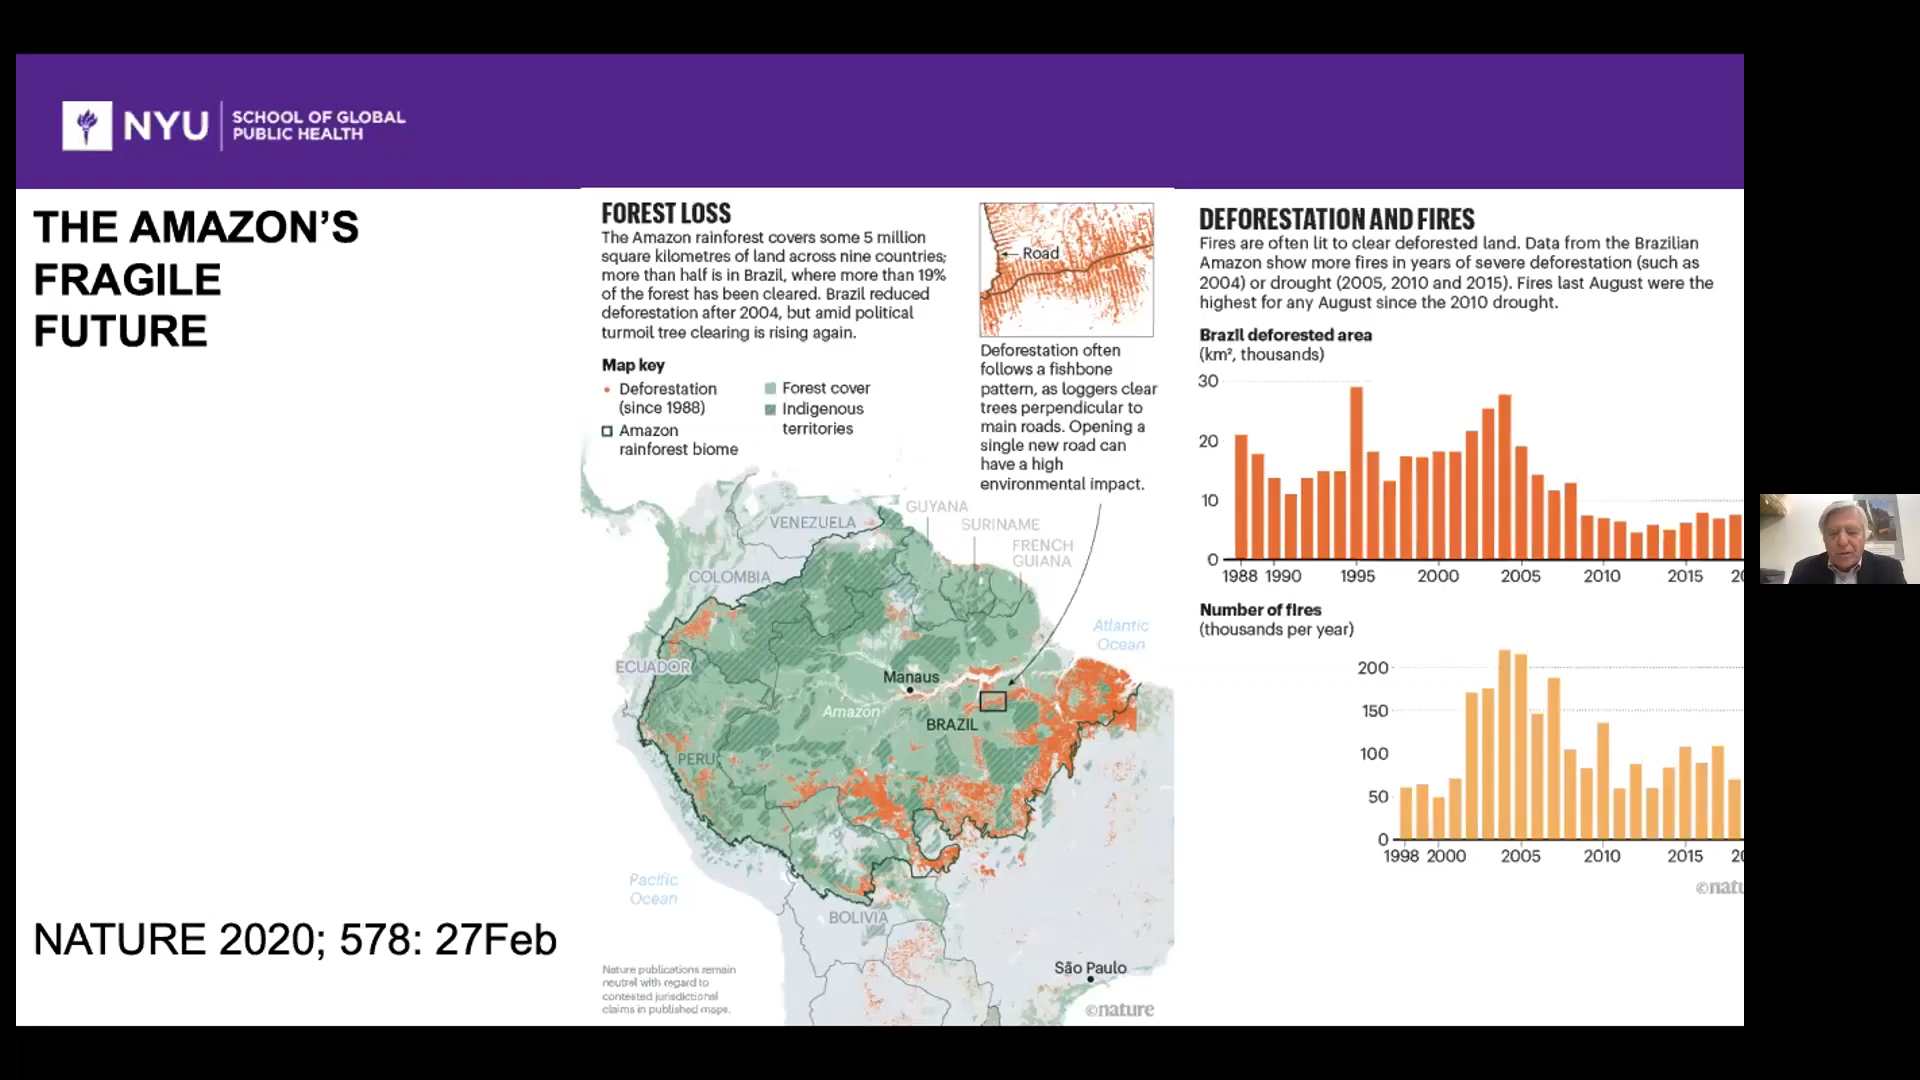 NYU
SCHOOL OF GLOBAL
PUBLIC HEALTH
THE AMAZON’S
FRAGILE
FUTURE
NATURE 2020; 578: 27Feb
FOREST LOSS
The Amazon rainforest covers some 5 million
square kilometres of land across nine countries;
more than half is in Brazil, where more than 19%
of the forest has been cleared. Brazil reduced
deforestation after 2004, but amid political
turmoil tree clearing is rising again.
Map key
Deforestation
(since 1988)
Amazon
rainforest biome
Forest cover
Indigenous
territories
Road
Deforestation often
follows a fishbone
pattern, as loggers clear
trees perpendicular to
main roads. Opening a
single new road can
have a high
environmental impact.
VENEZUELA
GUYANA
SURINAME
FRENCH
GUIANA
COLOMBIA
ECUADOR
Atlantic
Ocean
Manaus
Amazon
BRAZIL
PERU
Pacific
Ocean
BOLIVIA
São Paulo
Nature publications remain
neutral with regard to
contested jurisdictional
claims in published maps.
©nature
DEFORESTATION AND FIRES
Fires are often lit to clear deforested land. Data from the Brazilian
Amazon show more fires in years of severe deforestation (such as
2004) or drought (2005, 2010 and 2015). Fires last August were the
highest for any August since the 2010 drought.
Brazil deforested area
(km², thousands)
30
20
10
0
1988 1990 1995 2000 2005 2010 2015 20
Number of fires
(thousands per year)
200
150
100
50
0
1998 2000 2005 2010 2015 20
©natu